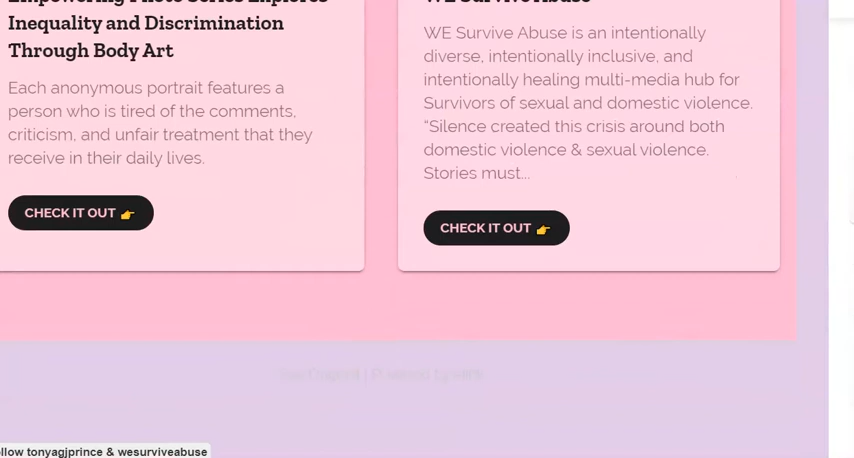 Empowering Photo Series Explores
Inequality and Discrimination
Through Body Art
Each anonymous portrait features a
person who is tired of the comments,
criticism, and unfair treatment that they
receive in their daily lives.
CHECK IT OUT 👉
WE Survive Abuse
WE Survive Abuse is an intentionally
diverse, intentionally inclusive, and
intentionally healing multi-media hub for
Survivors of sexual and domestic violence.
“Silence created this crisis around both
domestic violence & sexual violence.
Stories must...
CHECK IT OUT 👉
llow tonyagjprince & wesurviveabuse